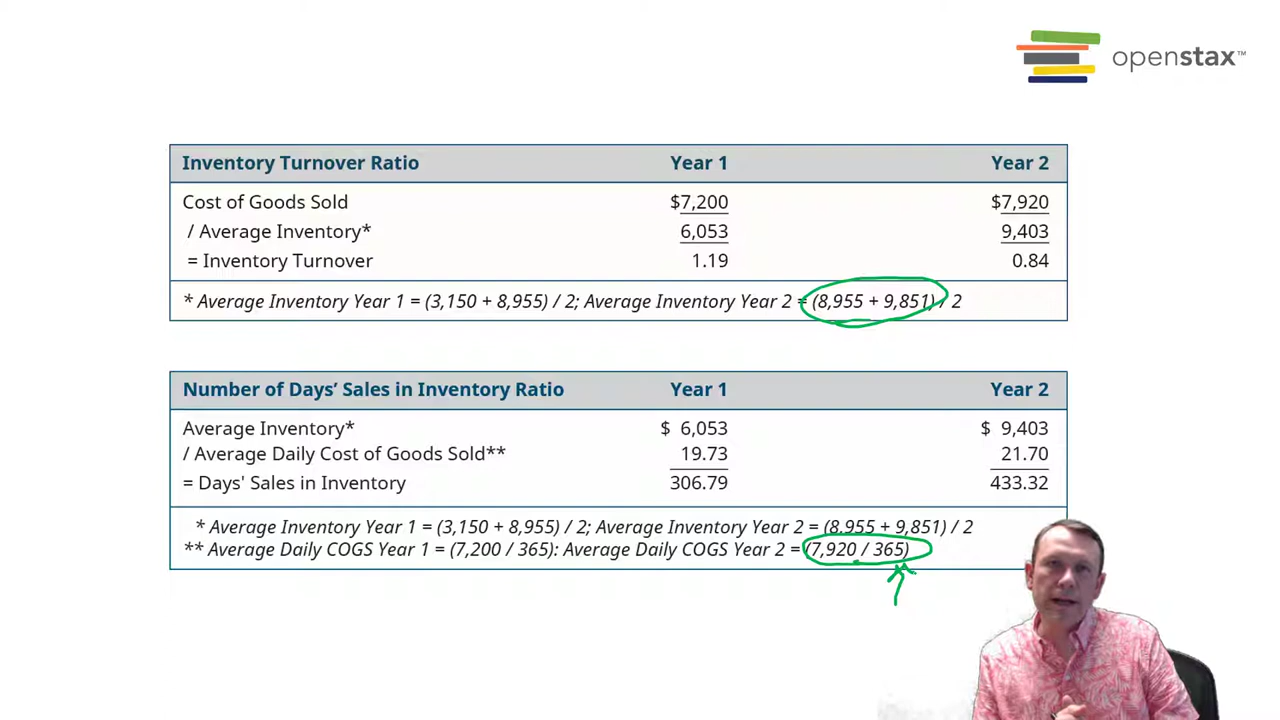 openstax™
Inventory Turnover Ratio Year 1 Year 2
Cost of Goods Sold $7,200 $7,920
/ Average Inventory* 6,053 9,403
= Inventory Turnover 1.19 0.84
* Average Inventory Year 1 = (3,150 + 8,955) / 2; Average Inventory Year 2 = (8,955 + 9,851) / 2
Number of Days’ Sales in Inventory Ratio Year 1 Year 2
Average Inventory* $ 6,053 $ 9,403
/ Average Daily Cost of Goods Sold** 19.73 21.70
= Days' Sales in Inventory 306.79 433.32
* Average Inventory Year 1 = (3,150 + 8,955) / 2; Average Inventory Year 2 = (8,955 + 9,851) / 2
** Average Daily COGS Year 1 = (7,200 / 365): Average Daily COGS Year 2 = (7,920 / 365)